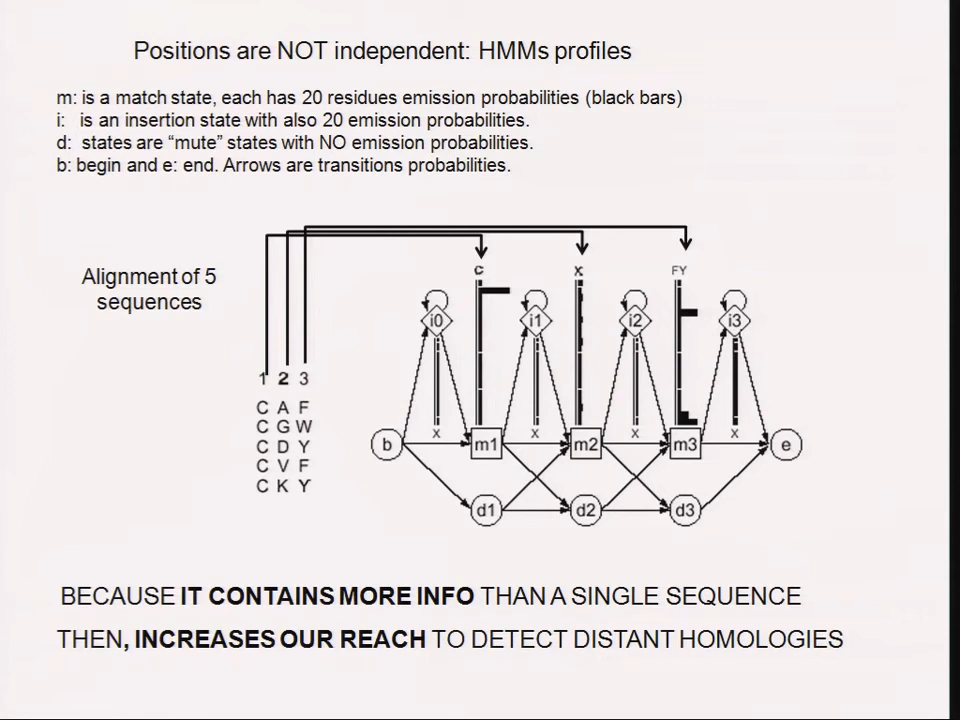 Positions are NOT independent: HMMs profiles
m: is a match state, each has 20 residues emission probabilities (black bars)
i: is an insertion state with also 20 emission probabilities.
d: states are “mute” states with NO emission probabilities.
b: begin and e: end. Arrows are transitions probabilities.
Alignment of 5
sequences
C x FY
i0 i1 i2 i3
1 2 3
C A F
C G W
C D Y
C V F
C K Y
x x x x
b m1 m2 m3 e
d1 d2 d3
BECAUSE IT CONTAINS MORE INFO THAN A SINGLE SEQUENCE
THEN, INCREASES OUR REACH TO DETECT DISTANT HOMOLOGIES